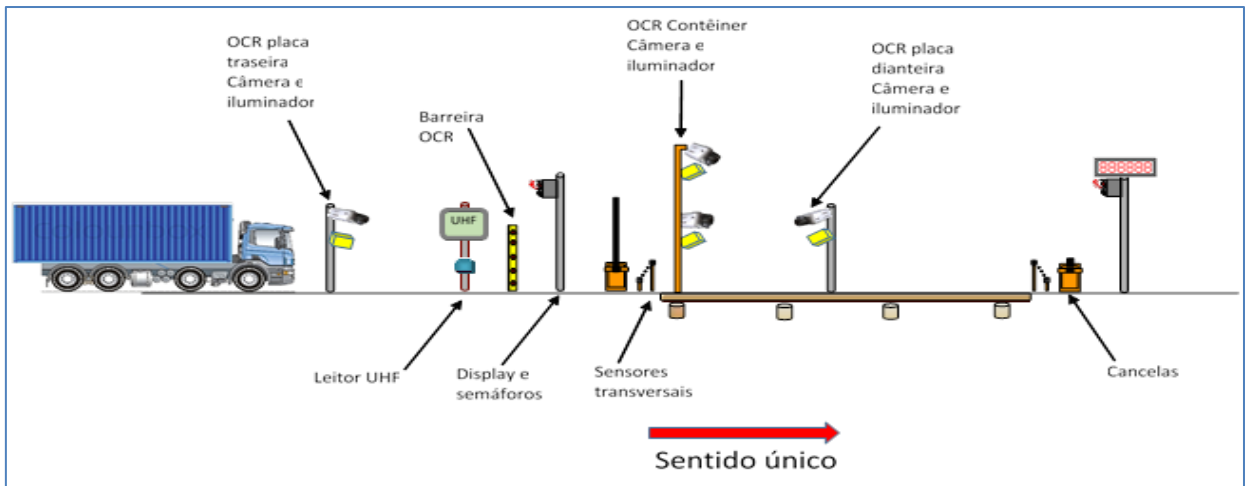 OCR placa
traseira
Câmera e
iluminador
Barreira
OCR
OCR Contêiner
Câmera e
iluminador
OCR placa
dianteira
Câmera e
iluminador
UHF
Leitor UHF
Display e
semáforos
Sensores
transversais
Cancelas
Sentido único